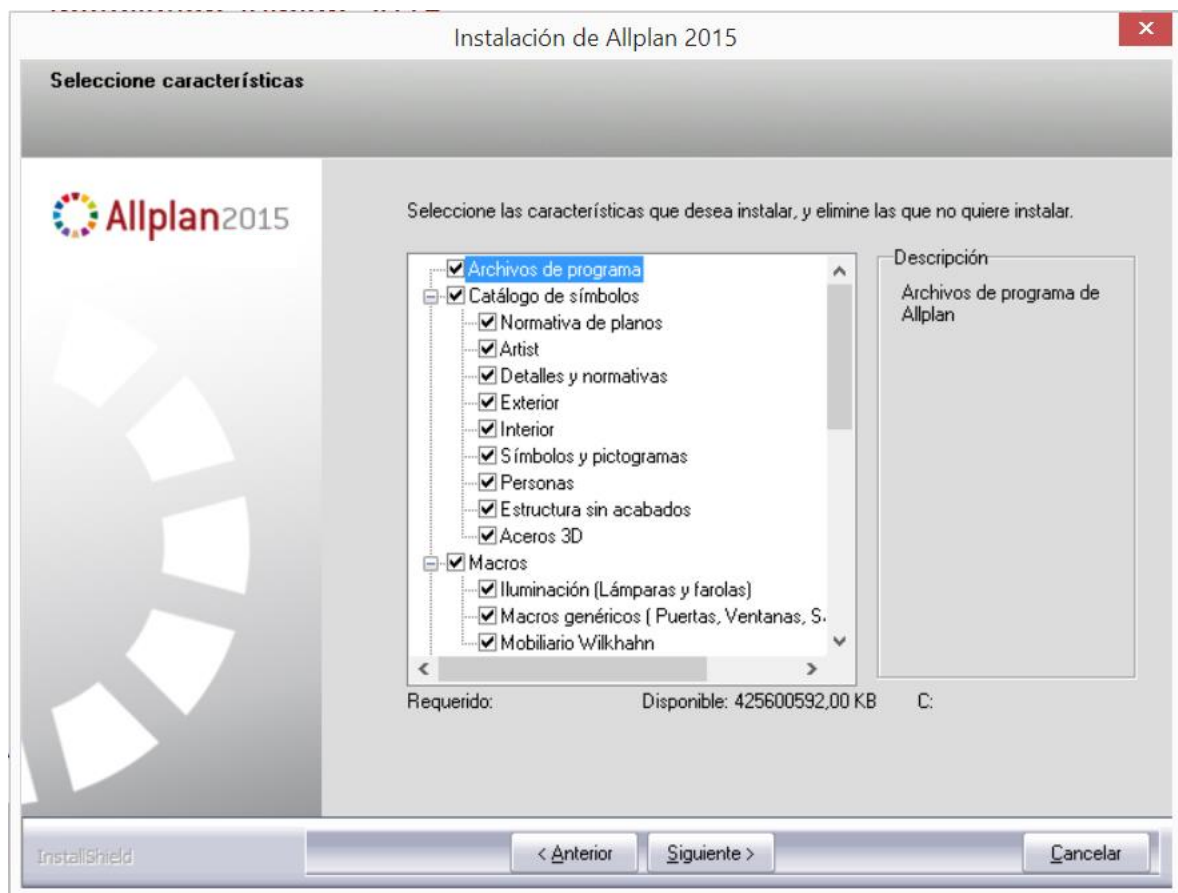 Instalación de Allplan 2015
Seleccione características
Allplan2015
Seleccione las características que desea instalar, y elimine las que no quiere instalar.
Archivos de programa
Catálogo de símbolos
Normativa de planos
Artist
Detalles y normativas
Exterior
Interior
Símbolos y pictogramas
Personas
Estructura sin acabados
Aceros 3D
Macros
Iluminación (Lámparas y farolas)
Macros genéricos ( Puertas, Ventanas, S
Mobiliario Wilkhahn
Descripción
Archivos de programa de
Allplan
Requerido: Disponible: 425600592,00 KB C:
InstallShield
< Anterior Siguiente > Cancelar